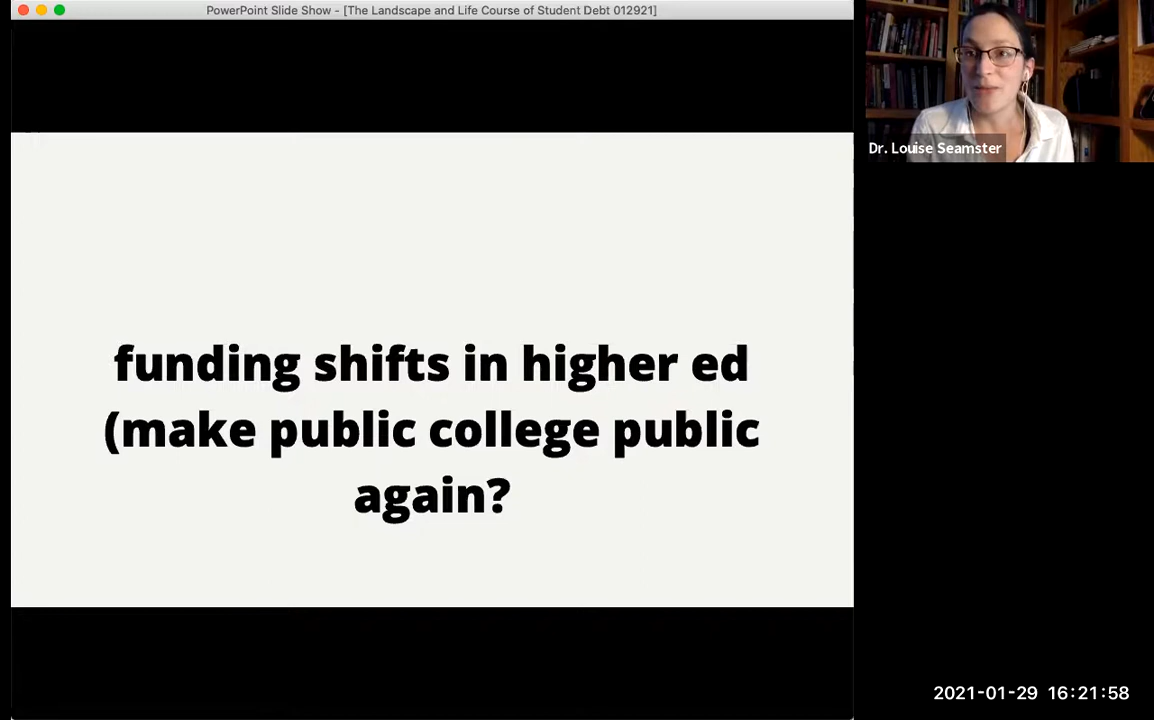 PowerPoint Slide Show - [The Landscape and Life Course of Student Debt 012921]
Dr. Louise Seamster
funding shifts in higher ed
(make public college public
again?
2021-01-29 16:21:58